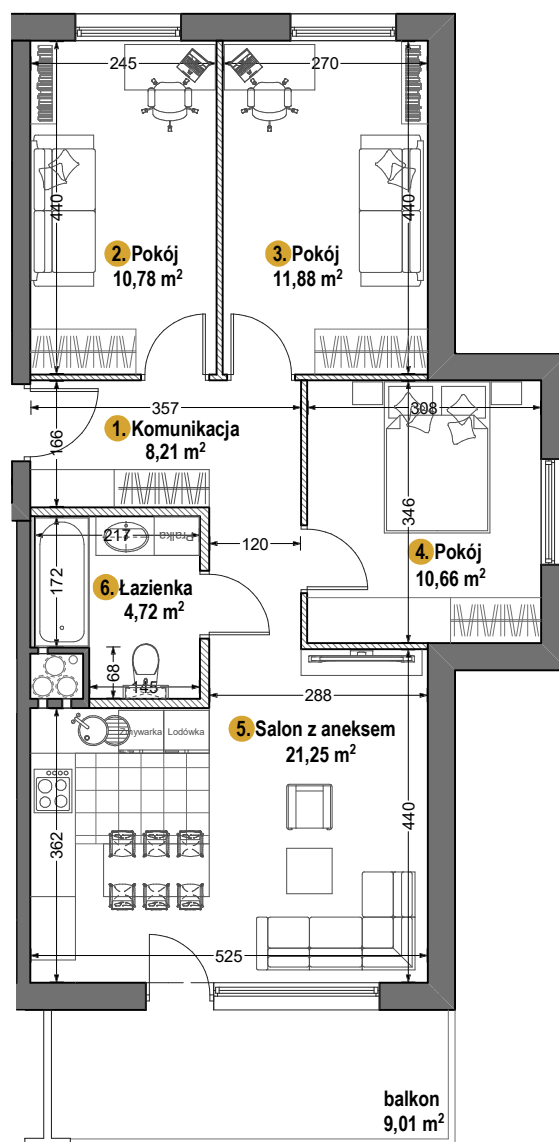 245
270
440
440
2. Pokój
10,78 m²
3. Pokój
11,88 m²
357
308
1. Komunikacja
8,21 m²
166
346
217
Pralka
120
4. Pokój
10,66 m²
172
6. Łazienka
4,72 m²
68
145
288
5. Salon z aneksem
21,25 m²
Zmywarka
Lodówka
362
440
525
balkon
9,01 m²